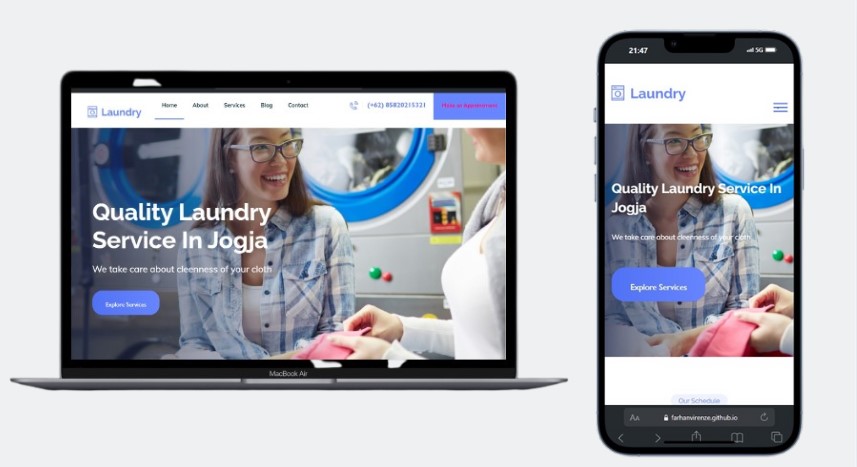 Laundry
Home About Services Blog Contact
(+62) 85820215321
Make an Appointment
Quality Laundry
Service In Jogja
We take care about cleenness of your cloth
Explore Services
MacBook Air
21:47
5G
Laundry
Quality Laundry Service In
Jogja
We take care about cleenness of your cloth
Explore Services
Our Schedule
AA farhanvirenze.github.io